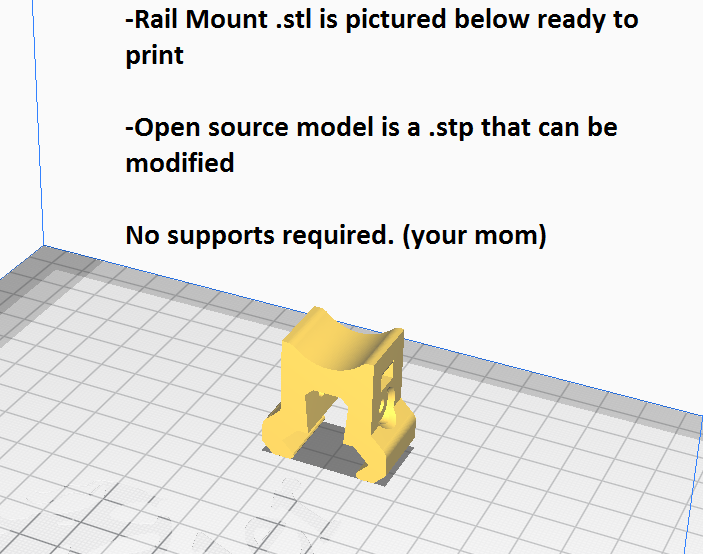 -Rail Mount .stl is pictured below ready to
print
-Open source model is a .stp that can be
modified
No supports required. (your mom)